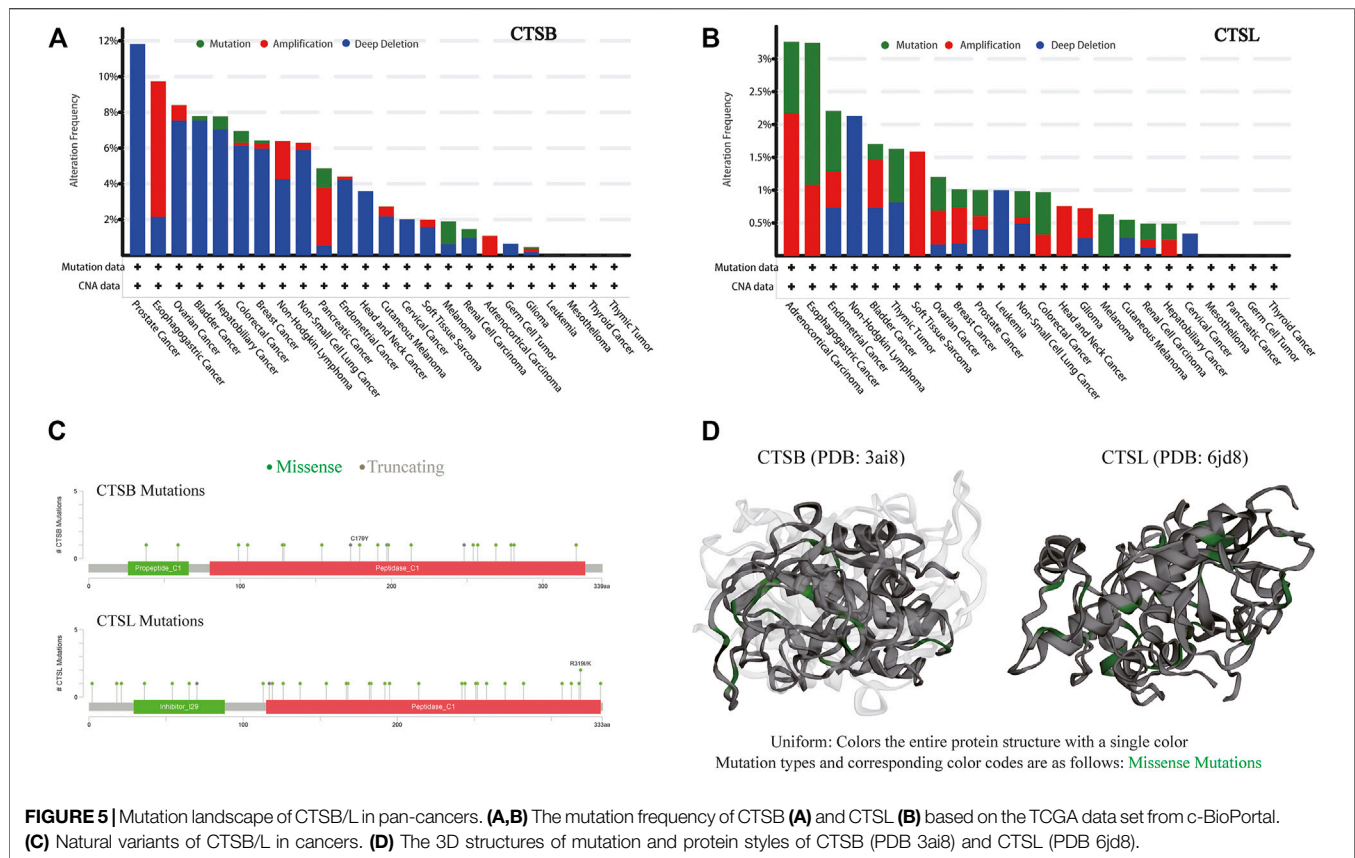 A
CTSB
Mutation
Amplification
Deep Deletion
Alteration Frequency
12%
10%
8%
6%
4%
2%
Mutation data
+ + + + + + + + + + + + + + + + + + + + + + + +
CNA data
+ + + + + + + + + + + + + + + + + + + + + + + +
Prostate Cancer
Esophagogastric Cancer
Ovarian Cancer
Bladder Cancer
Hepatobiliary Cancer
Colorectal Cancer
Breast Cancer
Non-Hodgkin Lymphoma
Non-Small Cell Lung Cancer
Pancreatic Cancer
Endometrial Cancer
Head and Neck Cancer
Cutaneous Melanoma
Cervical Cancer
Soft Tissue Sarcoma
Melanoma
Renal Cell Carcinoma
Adrenocortical Carcinoma
Germ Cell Tumor
Glioma
Leukemia
Mesothelioma
Thyroid Cancer
Thymic Tumor
B
CTSL
Mutation
Amplification
Deep Deletion
Alteration Frequency
3%
2.5%
2%
1.5%
1%
0.5%
Mutation data
+ + + + + + + + + + + + + + + + + + + + + + + +
CNA data
+ + + + + + + + + + + + + + + + + + + + + + + +
Adrenocortical Carcinoma
Esophagogastric Cancer
Endometrial Cancer
Non-Hodgkin Lymphoma
Bladder Cancer
Thymic Tumor
Soft Tissue Sarcoma
Ovarian Cancer
Breast Cancer
Prostate Cancer
Leukemia
Non-Small Cell Lung Cancer
Colorectal Cancer
Head and Neck Cancer
Glioma
Melanoma
Cutaneous Melanoma
Renal Cell Carcinoma
Hepatobiliary Cancer
Cervical Cancer
Mesothelioma
Pancreatic Cancer
Germ Cell Tumor
Thyroid Cancer
C
Missense
Truncating
CTSB Mutations
# CTSB Mutations
5
0
C179Y
Propeptide_C1
Peptidase_C1
0
100
200
300
339aa
CTSL Mutations
# CTSL Mutations
5
0
R319I/K
Inhibitor_I29
Peptidase_C1
0
100
200
333aa
D
CTSB (PDB: 3ai8)
CTSL (PDB: 6jd8)
Uniform: Colors the entire protein structure with a single color
Mutation types and corresponding color codes are as follows: Missense Mutations
FIGURE 5 | Mutation landscape of CTSB/L in pan-cancers. (A,B) The mutation frequency of CTSB (A) and CTSL (B) based on the TCGA data set from c-BioPortal.
(C) Natural variants of CTSB/L in cancers. (D) The 3D structures of mutation and protein styles of CTSB (PDB 3ai8) and CTSL (PDB 6jd8).